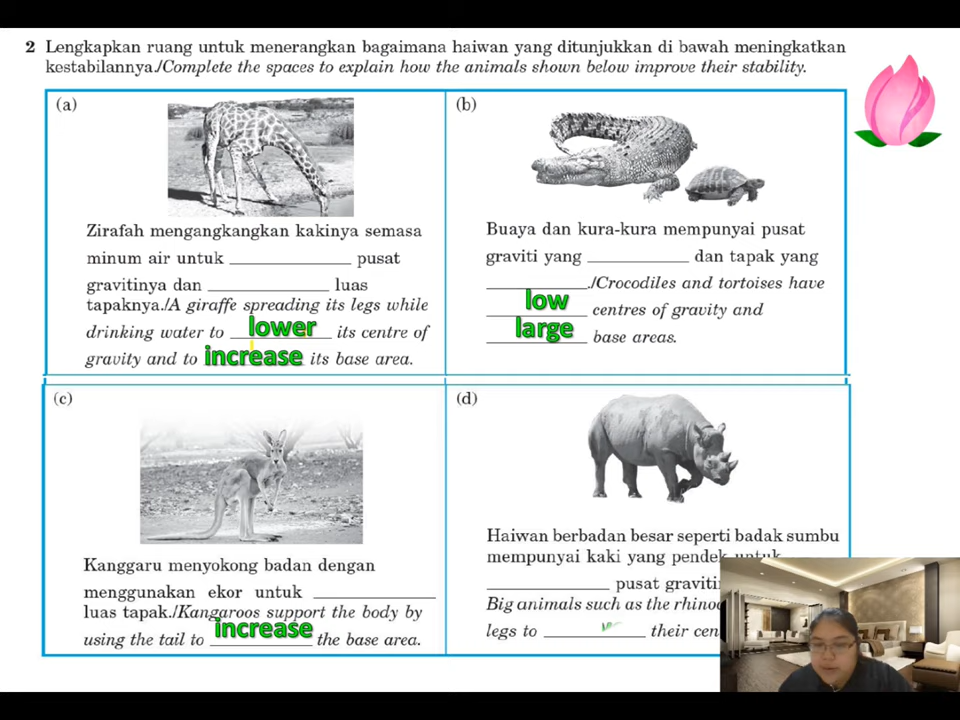 2 Lengkapkan ruang untuk menerangkan bagaimana haiwan yang ditunjukkan di bawah meningkatkan
kestabilannya./Complete the spaces to explain how the animals shown below improve their stability.
(a)
Zirafah mengangkangkan kakinya semasa
minum air untuk ____________ pusat
gravitinya dan ____________ luas
tapaknya./A giraffe spreading its legs while
drinking water to lower its centre of
gravity and to increase its base area.
(b)
Buaya dan kura-kura mempunyai pusat
graviti yang __________ dan tapak yang
__________./Crocodiles and tortoises have
low centres of gravity and
large base areas.
(c)
Kanggaru menyokong badan dengan
menggunakan ekor untuk ____________
luas tapak./Kangaroos support the body by
using the tail to increase the base area.
(d)
Haiwan berbadan besar seperti badak sumbu
mempunyai kaki yang pendek untuk
____________ pusat graviti
Big animals such as the
legs to __________ their